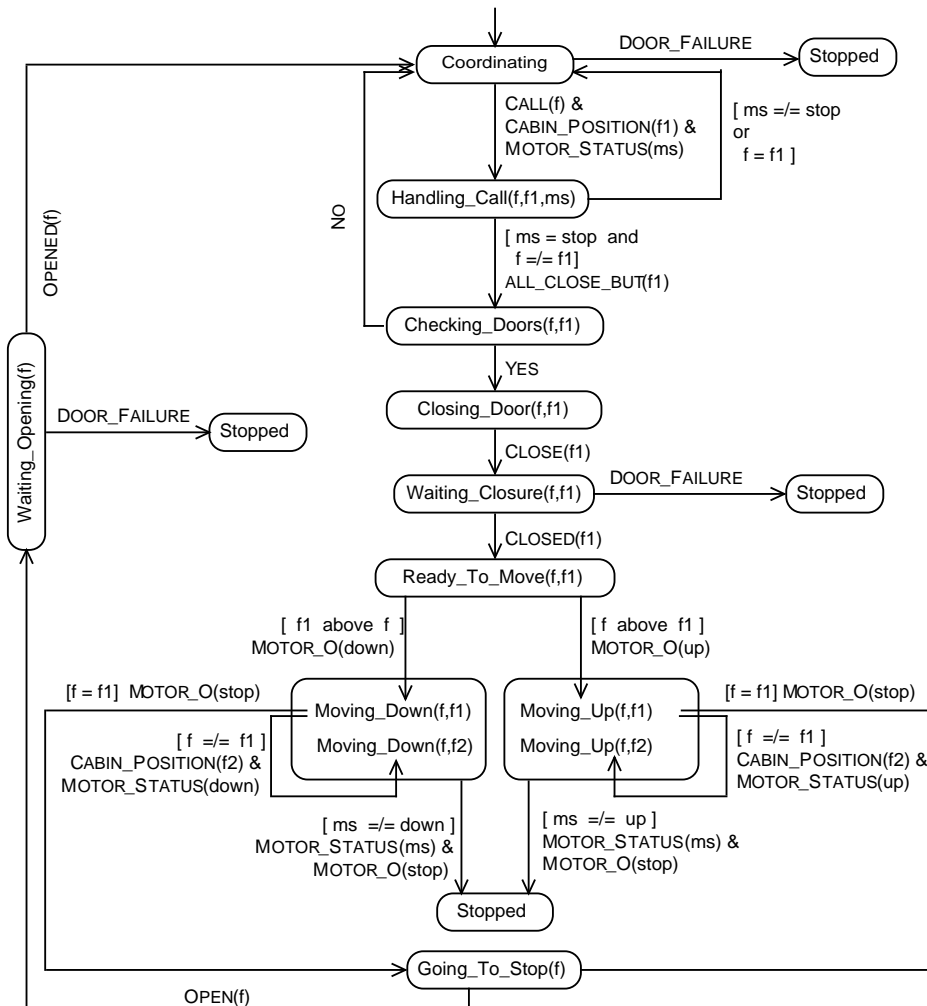 DOOR_FAILURE
Coordinating
Stopped
CALL(f) &
CABIN_POSITION(f1) &
MOTOR_STATUS(ms)
[ ms =/= stop
or
f = f1 ]
Handling_Call(f,f1,ms)
NO
OPENED(f)
[ ms = stop and
f =/= f1]
ALL_CLOSE_BUT(f1)
Checking_Doors(f,f1)
YES
Waiting_Opening(f)
DOOR_FAILURE
Stopped
Closing_Door(f,f1)
CLOSE(f1)
DOOR_FAILURE
Waiting_Closure(f,f1)
Stopped
CLOSED(f1)
Ready_To_Move(f,f1)
[ f1 above f ]
MOTOR_O(down)
[ f above f1 ]
MOTOR_O(up)
[f = f1] MOTOR_O(stop)
[f = f1] MOTOR_O(stop)
Moving_Down(f,f1)
Moving_Down(f,f2)
Moving_Up(f,f1)
Moving_Up(f,f2)
[ f =/= f1 ]
CABIN_POSITION(f2) &
MOTOR_STATUS(down)
[ f =/= f1 ]
CABIN_POSITION(f2) &
MOTOR_STATUS(up)
[ ms =/= down ]
MOTOR_STATUS(ms) &
MOTOR_O(stop)
[ ms =/= up ]
MOTOR_STATUS(ms) &
MOTOR_O(stop)
Stopped
Going_To_Stop(f)
OPEN(f)